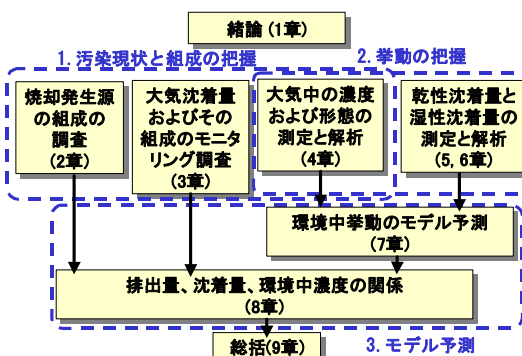 緒論 (1章)
1. 汚染現状と組成の把握
2. 挙動の把握
焼却発生源
の組成の
調査
(2章)
大気沈着量
およびその
組成のモニタ
リング調査
(3章)
大気中の濃度
および形態の
測定と解析
(4章)
乾性沈着量と
湿性沈着量の
測定と解析
(5, 6章)
環境中挙動のモデル予測
(7章)
排出量、沈着量、環境中濃度の関係
(8章)
総括(9章)
3. モデル予測